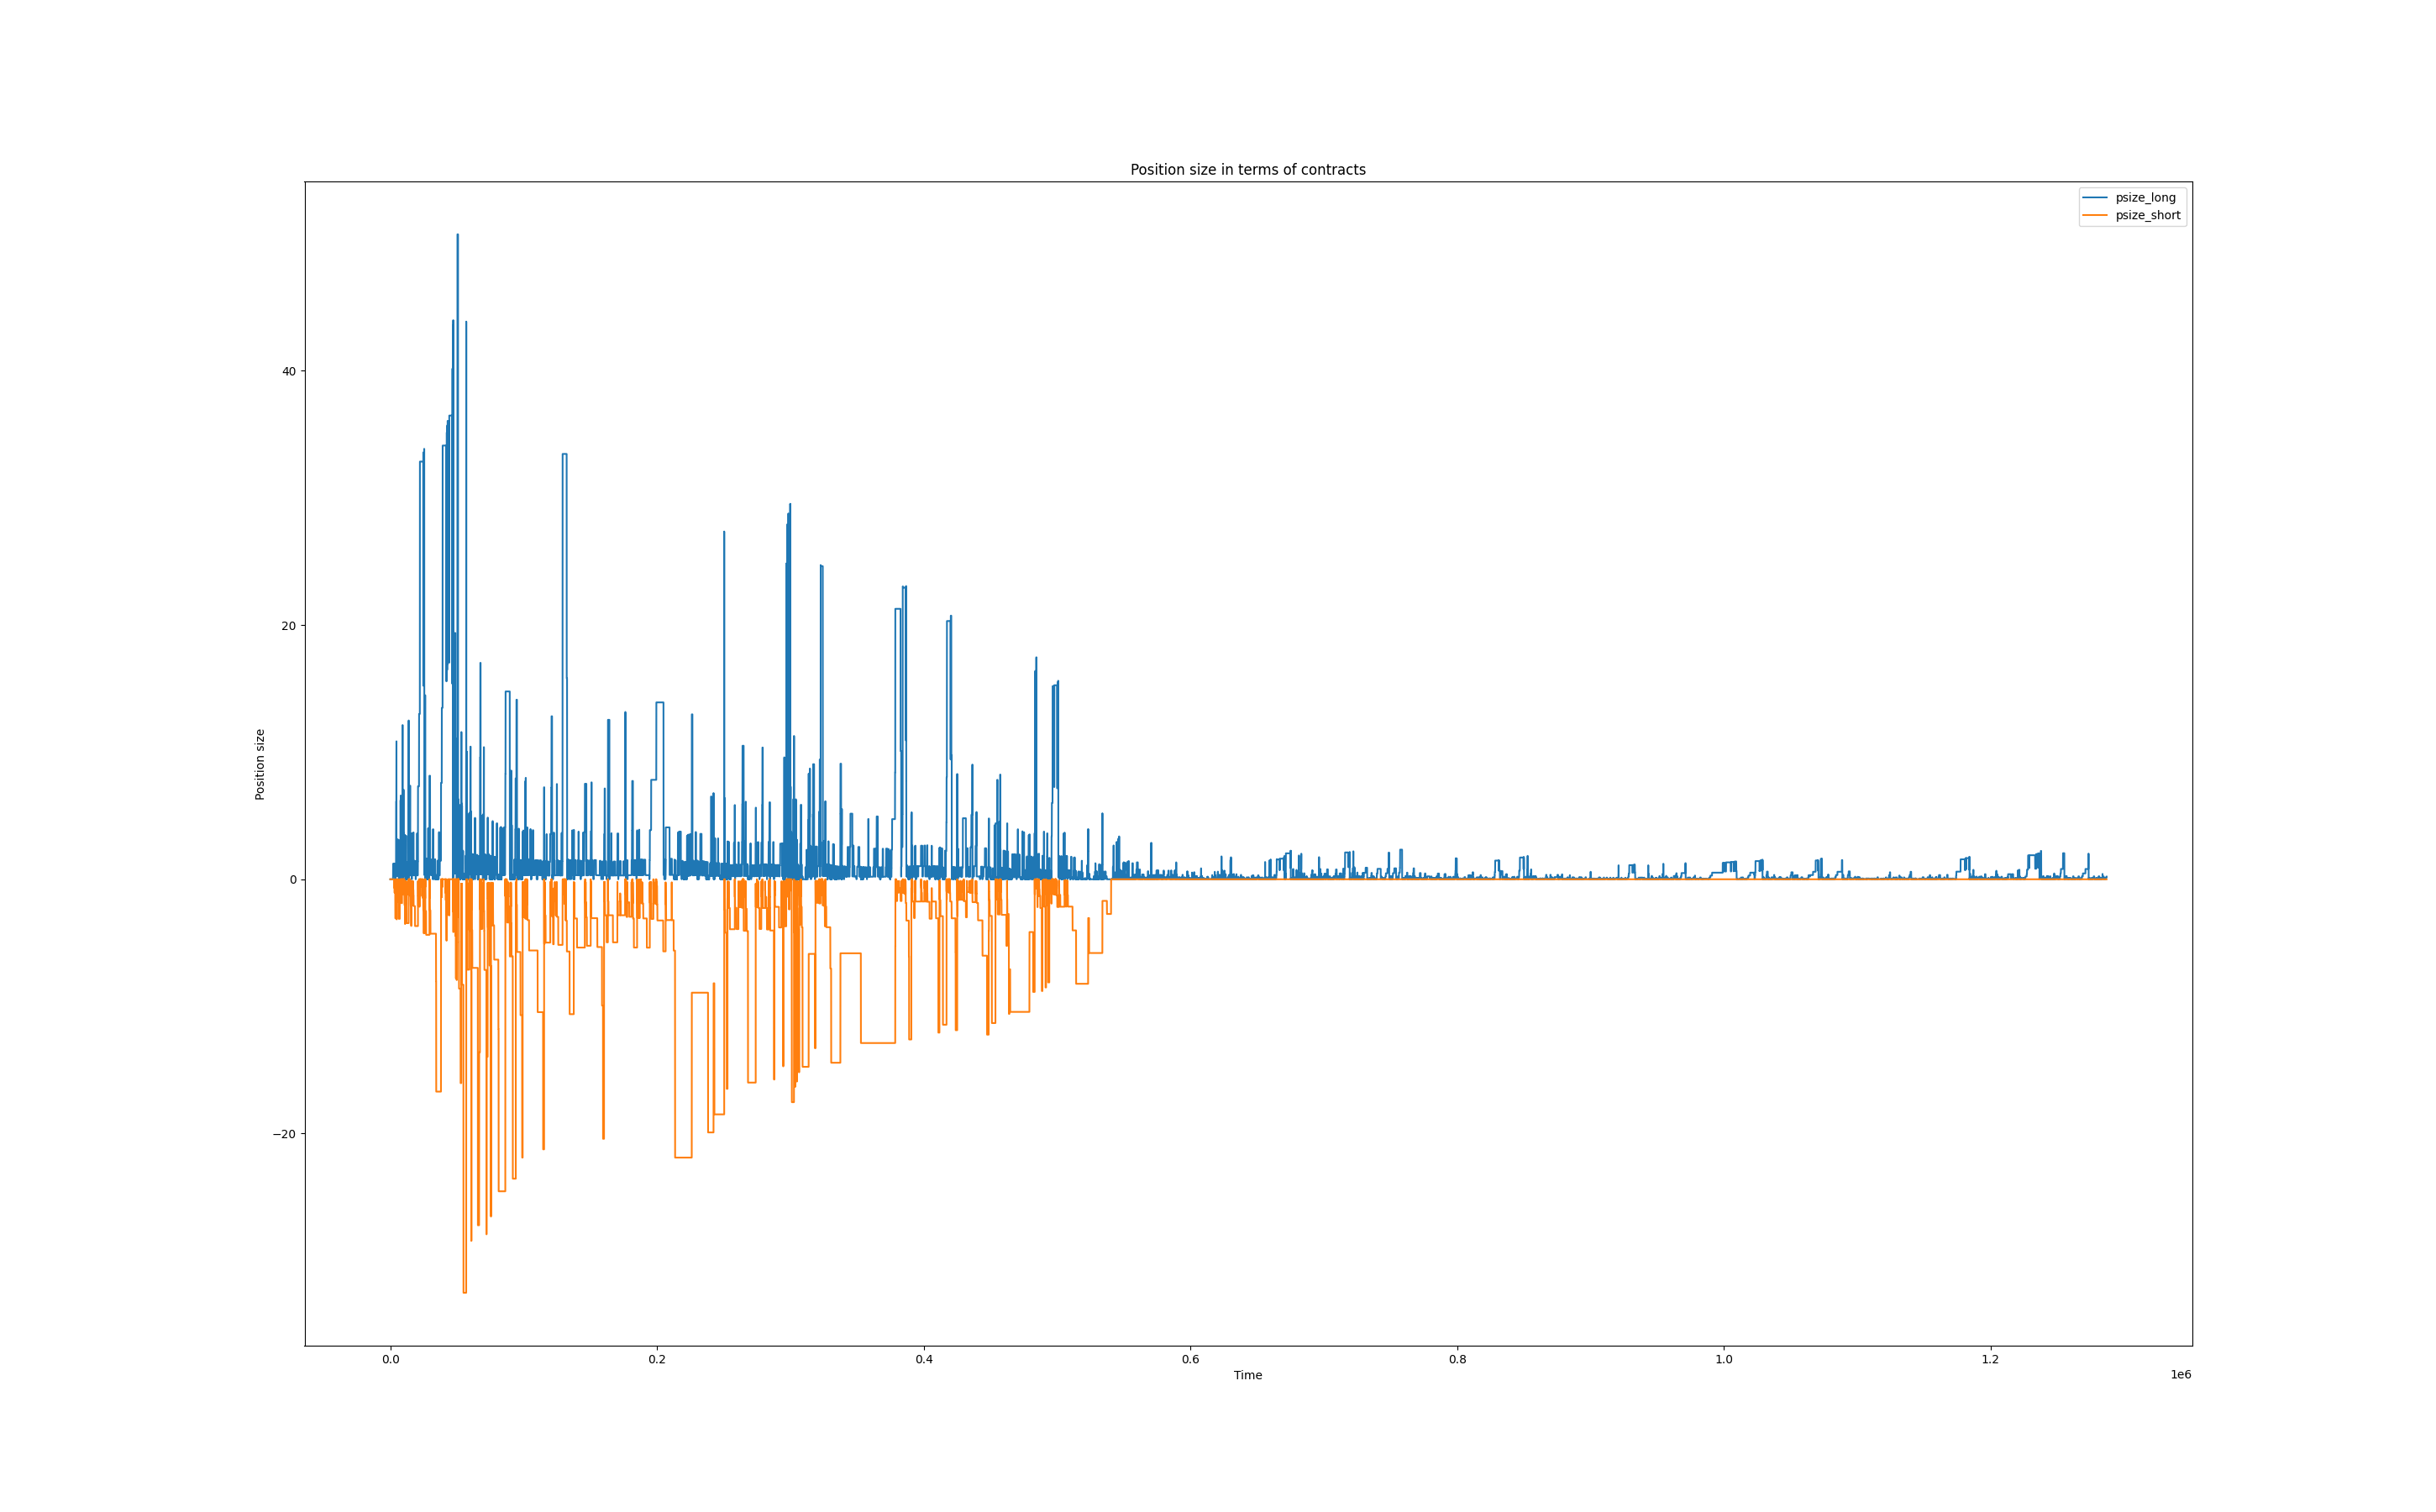 Position size in terms of contracts
psize_long
psize_short
Position size
40
20
0
−20
0.0
0.2
0.4
0.6
0.8
1.0
1.2
1e6
Time